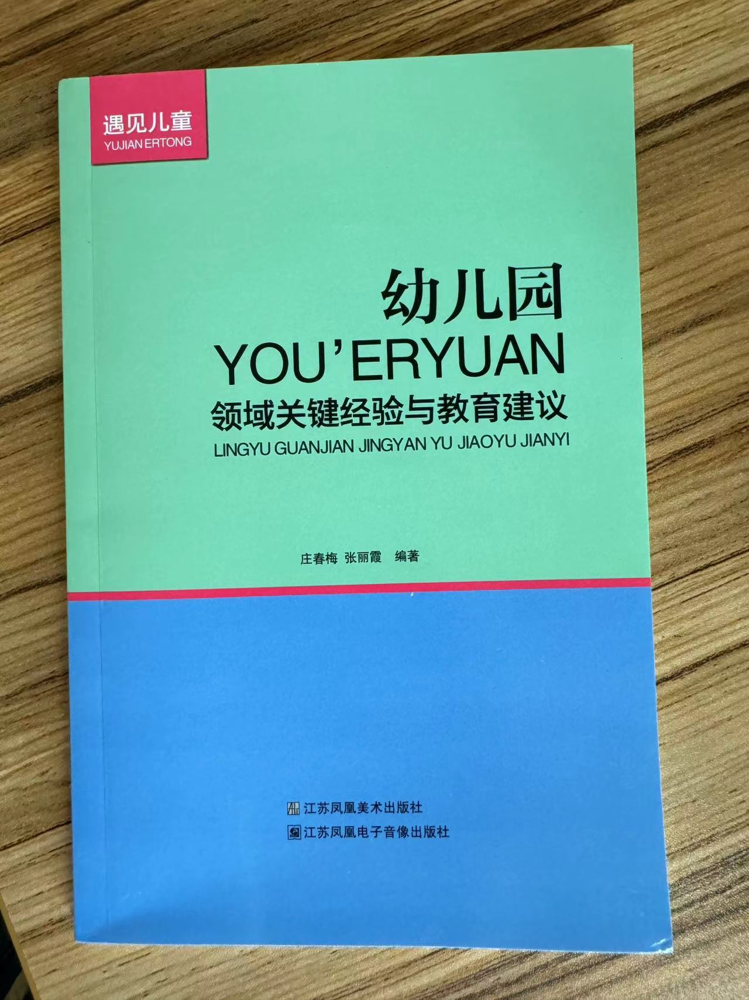 遇见儿童
YUJIAN ERTONG
幼儿园
YOU'ERYUAN
领域关键经验与教育建议
LINGYU GUANJIAN JINGYAN YU JIAOYU JIANYI
庄春梅 张丽霞 编著
江苏凤凰美术出版社
江苏凤凰电子音像出版社